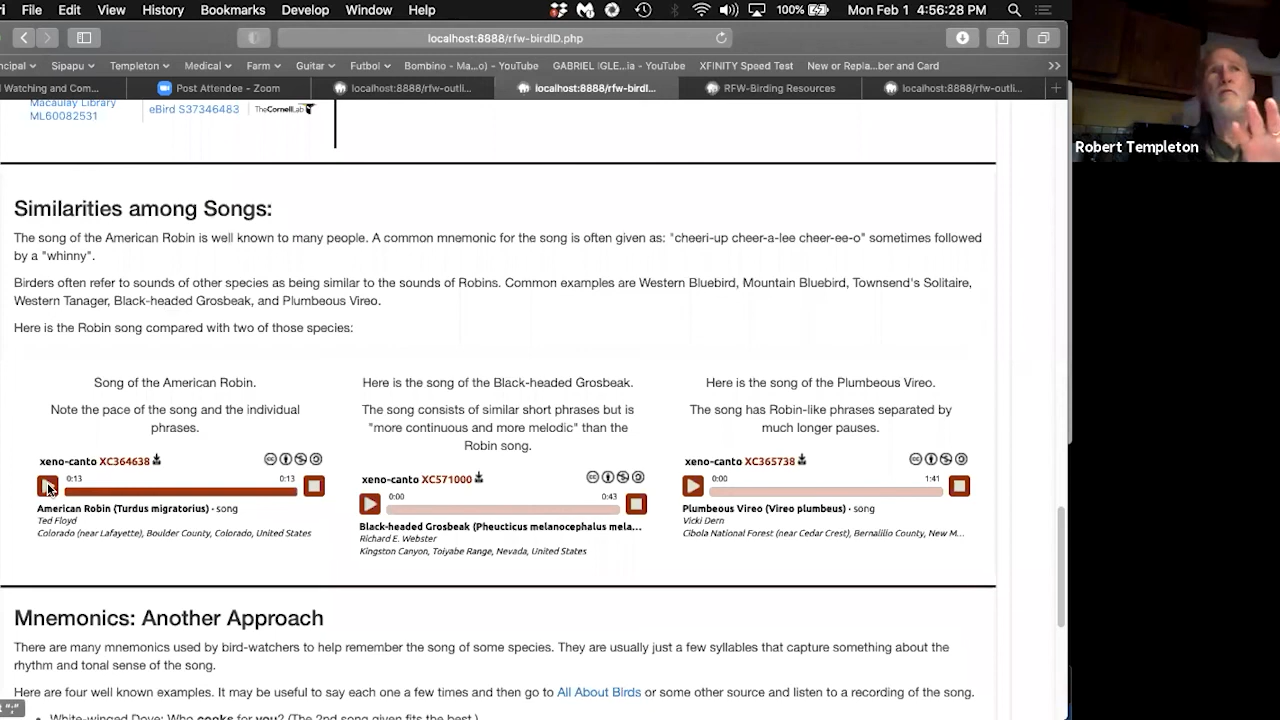 File Edit View History Bookmarks Develop Window Help 100% Mon Feb 1 4:56:28 PM
localhost:8888/rfw-birdID.php
ncipal Sipapu Templeton Medical Farm Guitar Futbol Bombino - Ma...o) – YouTube GABRIEL IGLE...ia - YouTube XFINITY Speed Test New or Repla...ber and Card
Watching and Com... Post Attendee - Zoom localhost:8888/rfw-outli... localhost:8888/rfw-birdI... RFW-Birding Resources localhost:8888/rfw-outli...
Macaulay Library
ML60082531
eBird S37346483
TheCornellLab
Robert Templeton
Similarities among Songs:
The song of the American Robin is well known to many people. A common mnemonic for the song is often given as: "cheeri-up cheer-a-lee cheer-ee-o" sometimes followed
by a "whinny".
Birders often refer to sounds of other species as being similar to the sounds of Robins. Common examples are Western Bluebird, Mountain Bluebird, Townsend's Solitaire,
Western Tanager, Black-headed Grosbeak, and Plumbeous Vireo.
Here is the Robin song compared with two of those species:
Song of the American Robin.
Note the pace of the song and the individual
phrases.
xeno-canto XC364638
0:13 0:13
American Robin (Turdus migratorius) · song
Ted Floyd
Colorado (near Lafayette), Boulder County, Colorado, United States
Here is the song of the Black-headed Grosbeak.
The song consists of similar short phrases but is
"more continuous and more melodic" than the
Robin song.
xeno-canto XC571000
0:00 0:43
Black-headed Grosbeak (Pheucticus melanocephalus mela...
Richard E. Webster
Kingston Canyon, Toiyabe Range, Nevada, United States
Here is the song of the Plumbeous Vireo.
The song has Robin-like phrases separated by
much longer pauses.
xeno-canto XC365738
0:00 1:41
Plumbeous Vireo (Vireo plumbeus) · song
Vicki Dern
Cibola National Forest (near Cedar Crest), Bernalillo County, New M...
Mnemonics: Another Approach
There are many mnemonics used by bird-watchers to help remember the song of some species. They are usually just a few syllables that capture something about the
rhythm and tonal sense of the song.
Here are four well known examples. It may be useful to say each one a few times and then go to All About BIrds or some other source and listen to a recording of the song.
• White-winged Dove: Who cooks for you? (The 2nd song given fits the best.)